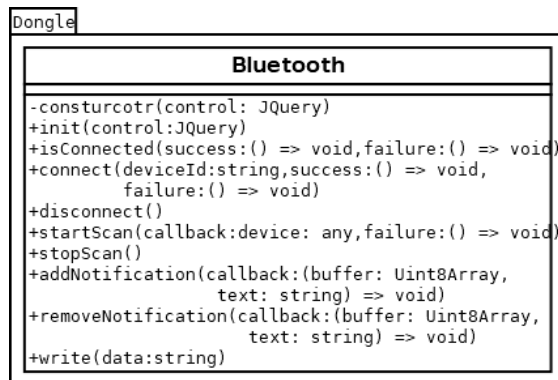 Dongle
Bluetooth
-consturcotr(control: JQuery)
+init(control:JQuery)
+isConnected(success:() => void,failure:() => void)
+connect(deviceId:string,success:() => void,
failure:() => void)
+disconnect()
+startScan(callback:device: any,failure:() => void)
+stopScan()
+addNotification(callback:(buffer: Uint8Array,
text: string) => void)
+removeNotification(callback:(buffer: Uint8Array,
text: string) => void)
+write(data:string)